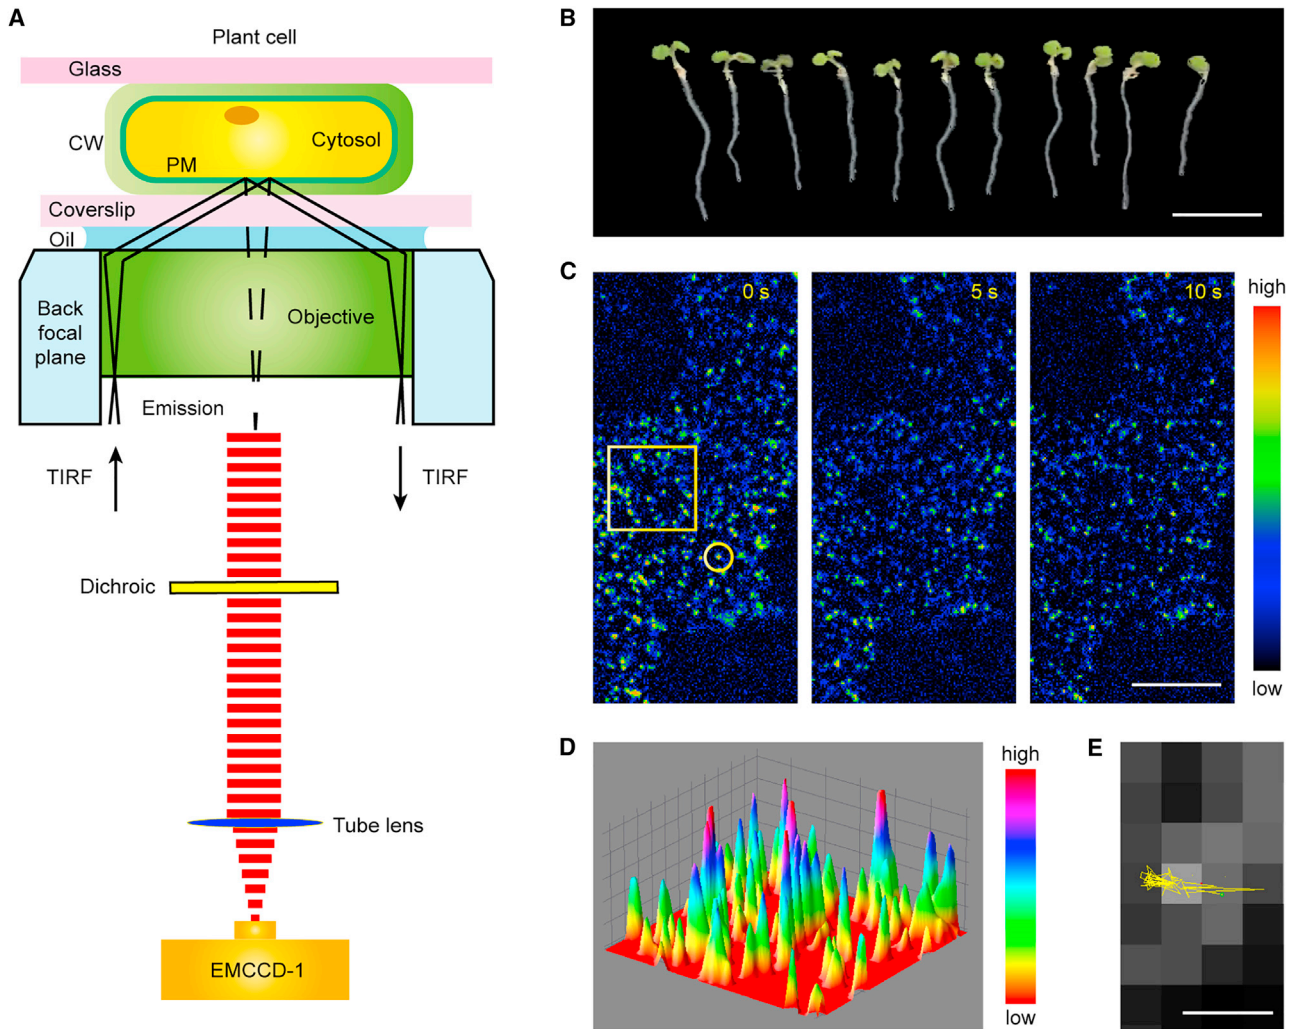 A
Plant cell
Glass
CW
Cytosol
PM
Coverslip
Oil
Back
focal
plane
Objective
Emission
TIRF
TIRF
Dichroic
Tube lens
EMCCD-1
B
C
0 s
5 s
10 s
high
low
D
high
low
E